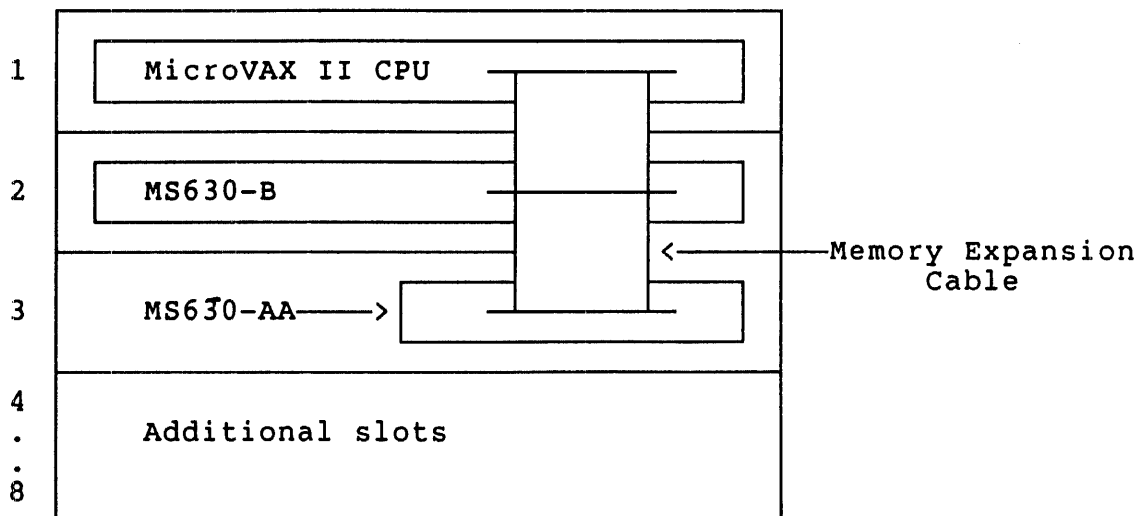 1 MicroVAX II CPU
2 MS630-B
Memory Expansion
Cable
3 MS630-AA
4
.
Additional slots
.
8